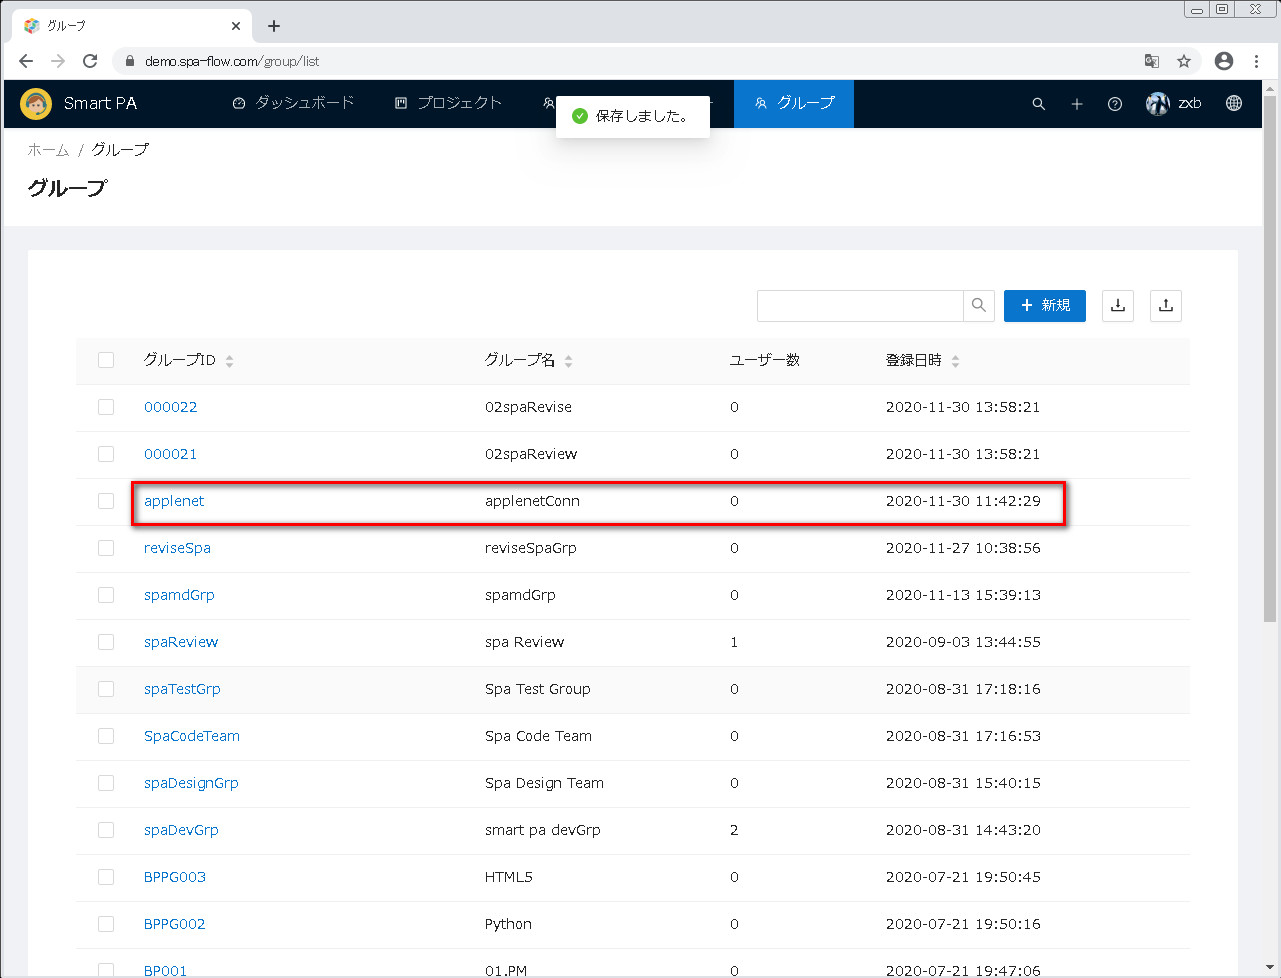 グループ
demo.spa-flow.com/group/list
Smart PA
ダッシュボード
プロジェクト
グループ
zxb
保存しました。
ホーム / グループ
グループ
新規
グループID グループ名 ユーザー数 登録日時
000022 02spaRevise 0 2020-11-30 13:58:21
000021 02spaReview 0 2020-11-30 13:58:21
applenet applenetConn 0 2020-11-30 11:42:29
reviseSpa reviseSpaGrp 0 2020-11-27 10:38:56
spamdGrp spamdGrp 0 2020-11-13 15:39:13
spaReview spa Review 1 2020-09-03 13:44:55
spaTestGrp Spa Test Group 0 2020-08-31 17:18:16
SpaCodeTeam Spa Code Team 0 2020-08-31 17:16:53
spaDesignGrp Spa Design Team 0 2020-08-31 15:40:15
spaDevGrp smart pa devGrp 2 2020-08-31 14:43:20
BPPG003 HTML5 0 2020-07-21 19:50:45
BPPG002 Python 0 2020-07-21 19:50:16
BP001 01.PM 0 2020-07-21 19:47:06